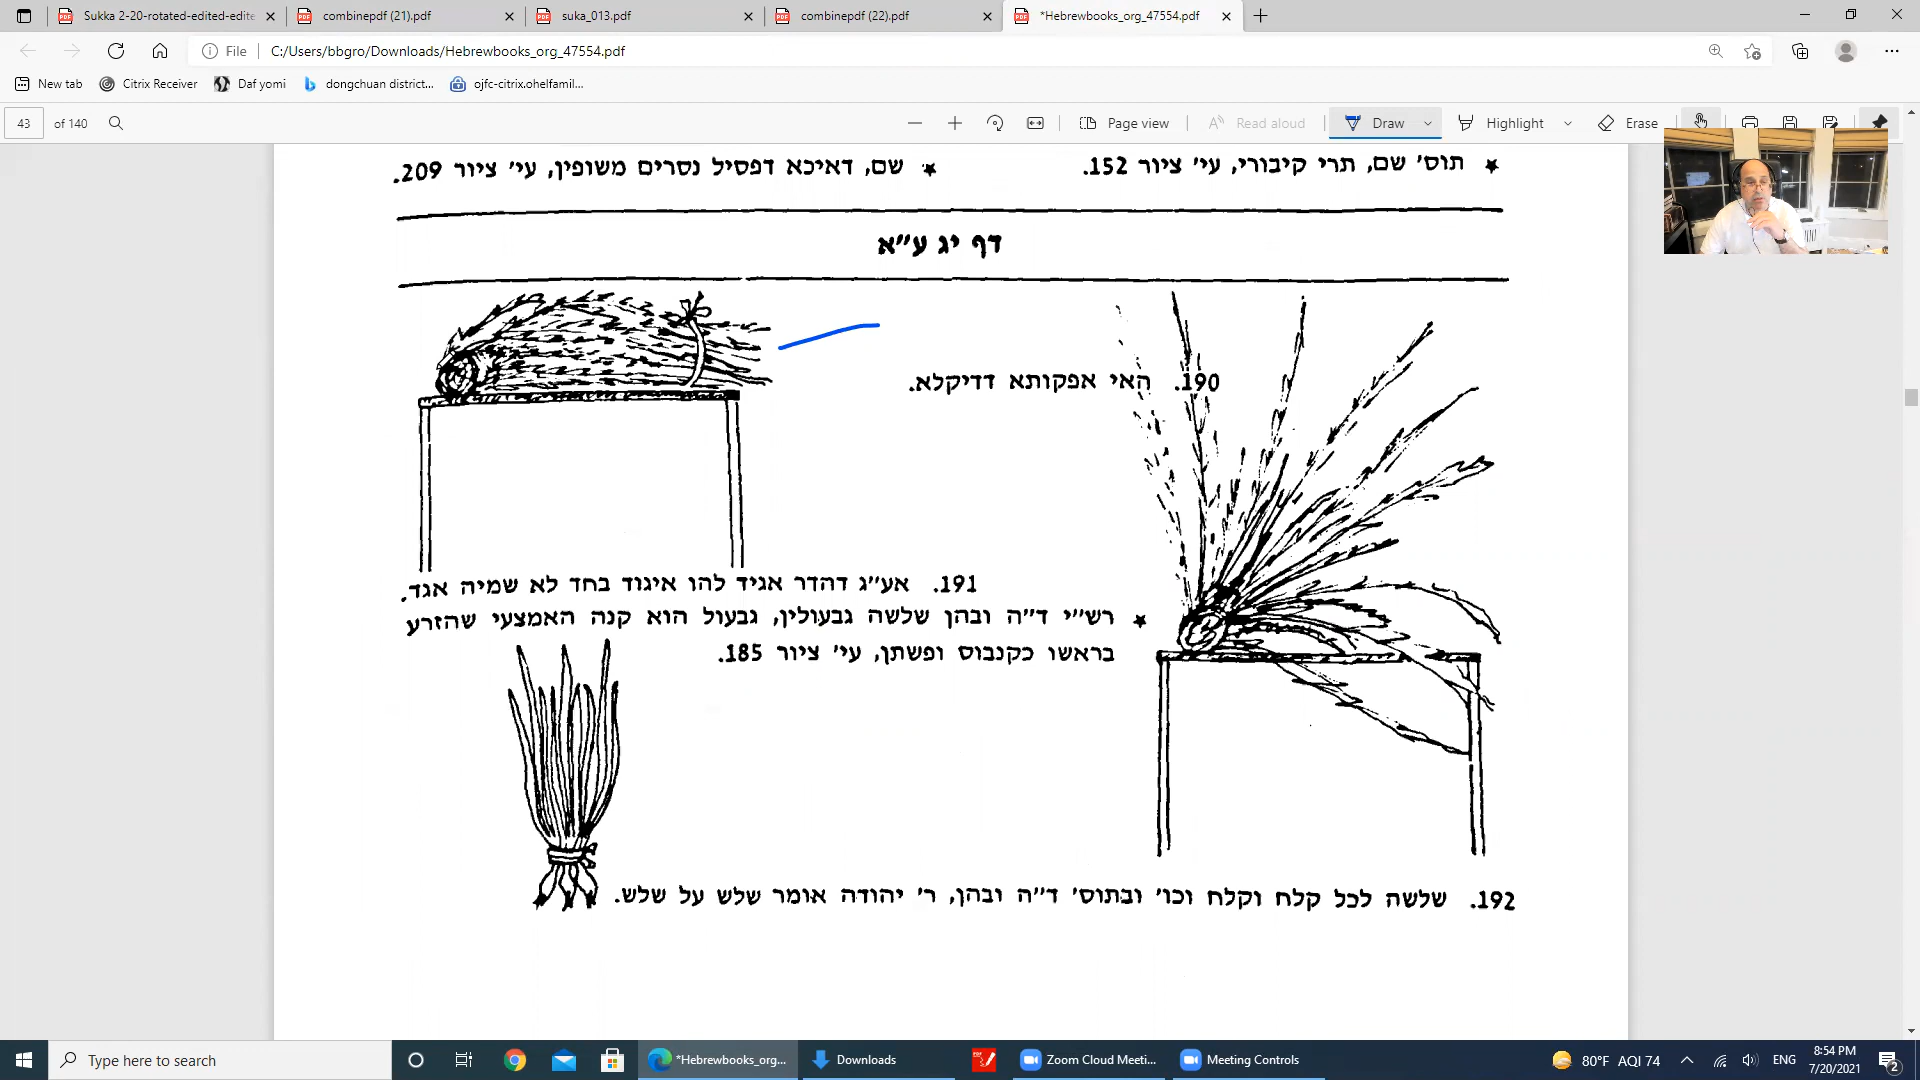 Sukka 2-20-rotated-edited-edite
combinepdf (21).pdf
suka_013.pdf
combinepdf (22).pdf
*Hebrewbooks_org_47554.pdf
File
C:/Users/bbgro/Downloads/Hebrewbooks_org_47554.pdf
New tab
Citrix Receiver
Daf yomi
dongchuan district...
ojfc-citrix.ohelfamil...
43 of 140
Page view
Read aloud
Draw
Highlight
Erase
★ תוס׳ שם, תרי קיבורי, עי׳ ציור 152.
★ שם, דאיכא דפסיל נסרים משופין, עי׳ ציור 209.
דף יג ע״א
190. האי אפקותא דדיקלא.
191. אע״ג דהדר אגיד להו איגוד בחד לא שמיה אגד.
★ רש״י ד״ה ובהן שלשה גבעולין, גבעול הוא קנה האמצעי שהזרע
בראשו כקנבוס ופשתן, עי׳ ציור 185.
192. שלשה לכל קלח וקלח וכו׳ ובתוס׳ ד״ה ובהן, ר׳ יהודה אומר שלש על שלש.
Type here to search
*Hebrewbooks_org...
Downloads
Zoom Cloud Meeti...
Meeting Controls
80°F AQI 74
ENG
8:54 PM
7/20/2021
2